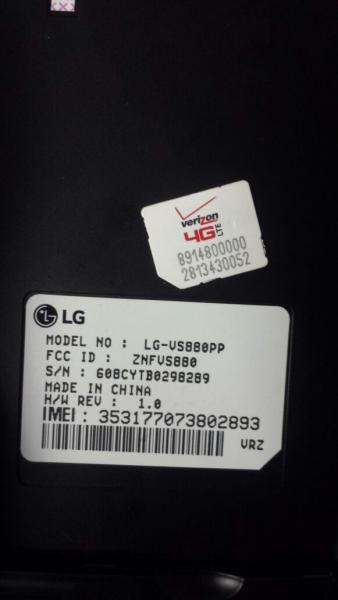 verizon
4G LTE
8914800000
2813430052
LG
MODEL NO : LG-VS880PP
FCC ID : ZNFVS880
S/N : 608CYTB0298289
MADE IN CHINA
H/W REV : 1.0
IMEI : 353177073802893
VRZ